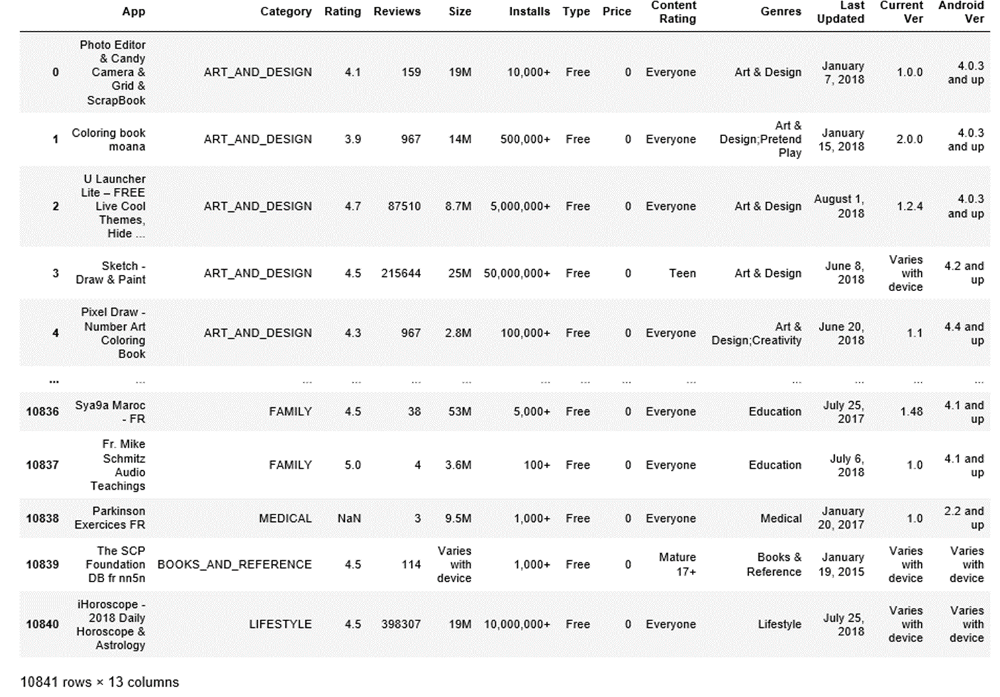 App Category Rating Reviews Size Installs Type Price Content Rating Genres Last Updated Current Ver Android Ver
0 Photo Editor & Candy Camera & Grid & ScrapBook ART_AND_DESIGN 4.1 159 19M 10,000+ Free 0 Everyone Art & Design January 7, 2018 1.0.0 4.0.3 and up
1 Coloring book moana ART_AND_DESIGN 3.9 967 14M 500,000+ Free 0 Everyone Art & Design;Pretend Play January 15, 2018 2.0.0 4.0.3 and up
2 U Launcher Lite – FREE Live Cool Themes, Hide ... ART_AND_DESIGN 4.7 87510 8.7M 5,000,000+ Free 0 Everyone Art & Design August 1, 2018 1.2.4 4.0.3 and up
3 Sketch - Draw & Paint ART_AND_DESIGN 4.5 215644 25M 50,000,000+ Free 0 Teen Art & Design June 8, 2018 Varies with device 4.2 and up
4 Pixel Draw - Number Art Coloring Book ART_AND_DESIGN 4.3 967 2.8M 100,000+ Free 0 Everyone Art & Design;Creativity June 20, 2018 1.1 4.4 and up
... ... ... ... ... ... ... ... ... ... ... ... ... ...
10836 Sya9a Maroc - FR FAMILY 4.5 38 53M 5,000+ Free 0 Everyone Education July 25, 2017 1.48 4.1 and up
10837 Fr. Mike Schmitz Audio Teachings FAMILY 5.0 4 3.6M 100+ Free 0 Everyone Education July 6, 2018 1.0 4.1 and up
10838 Parkinson Exercices FR MEDICAL NaN 3 9.5M 1,000+ Free 0 Everyone Medical January 20, 2017 1.0 2.2 and up
10839 The SCP Foundation DB fr nn5n BOOKS_AND_REFERENCE 4.5 114 Varies with device 1,000+ Free 0 Mature 17+ Books & Reference January 19, 2015 Varies with device Varies with device
10840 iHoroscope - 2018 Daily Horoscope & Astrology LIFESTYLE 4.5 398307 19M 10,000,000+ Free 0 Everyone Lifestyle July 25, 2018 Varies with device Varies with device
10841 rows × 13 columns